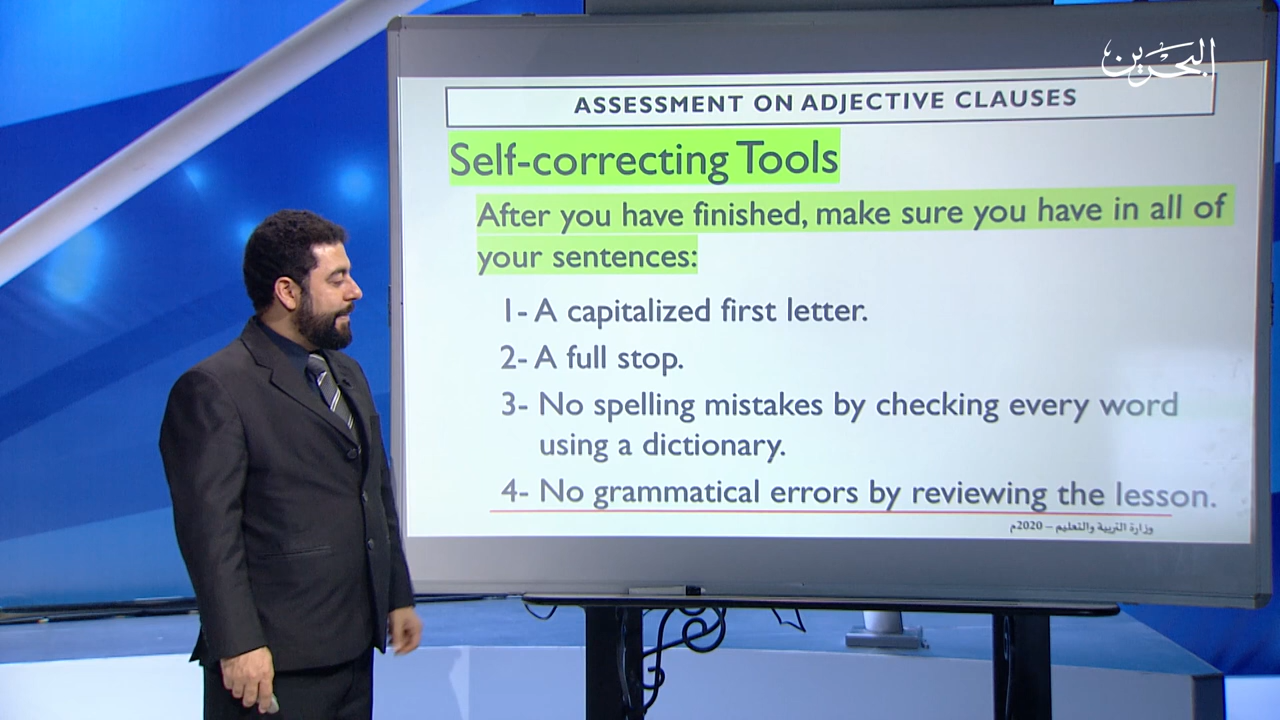 البحرين
ASSESSMENT ON ADJECTIVE CLAUSES
Self-correcting Tools
After you have finished, make sure you have in all of
your sentences:
1- A capitalized first letter.
2- A full stop.
3- No spelling mistakes by checking every word
using a dictionary.
4- No grammatical errors by reviewing the lesson.
وزارة التربية والتعليم – 2020م